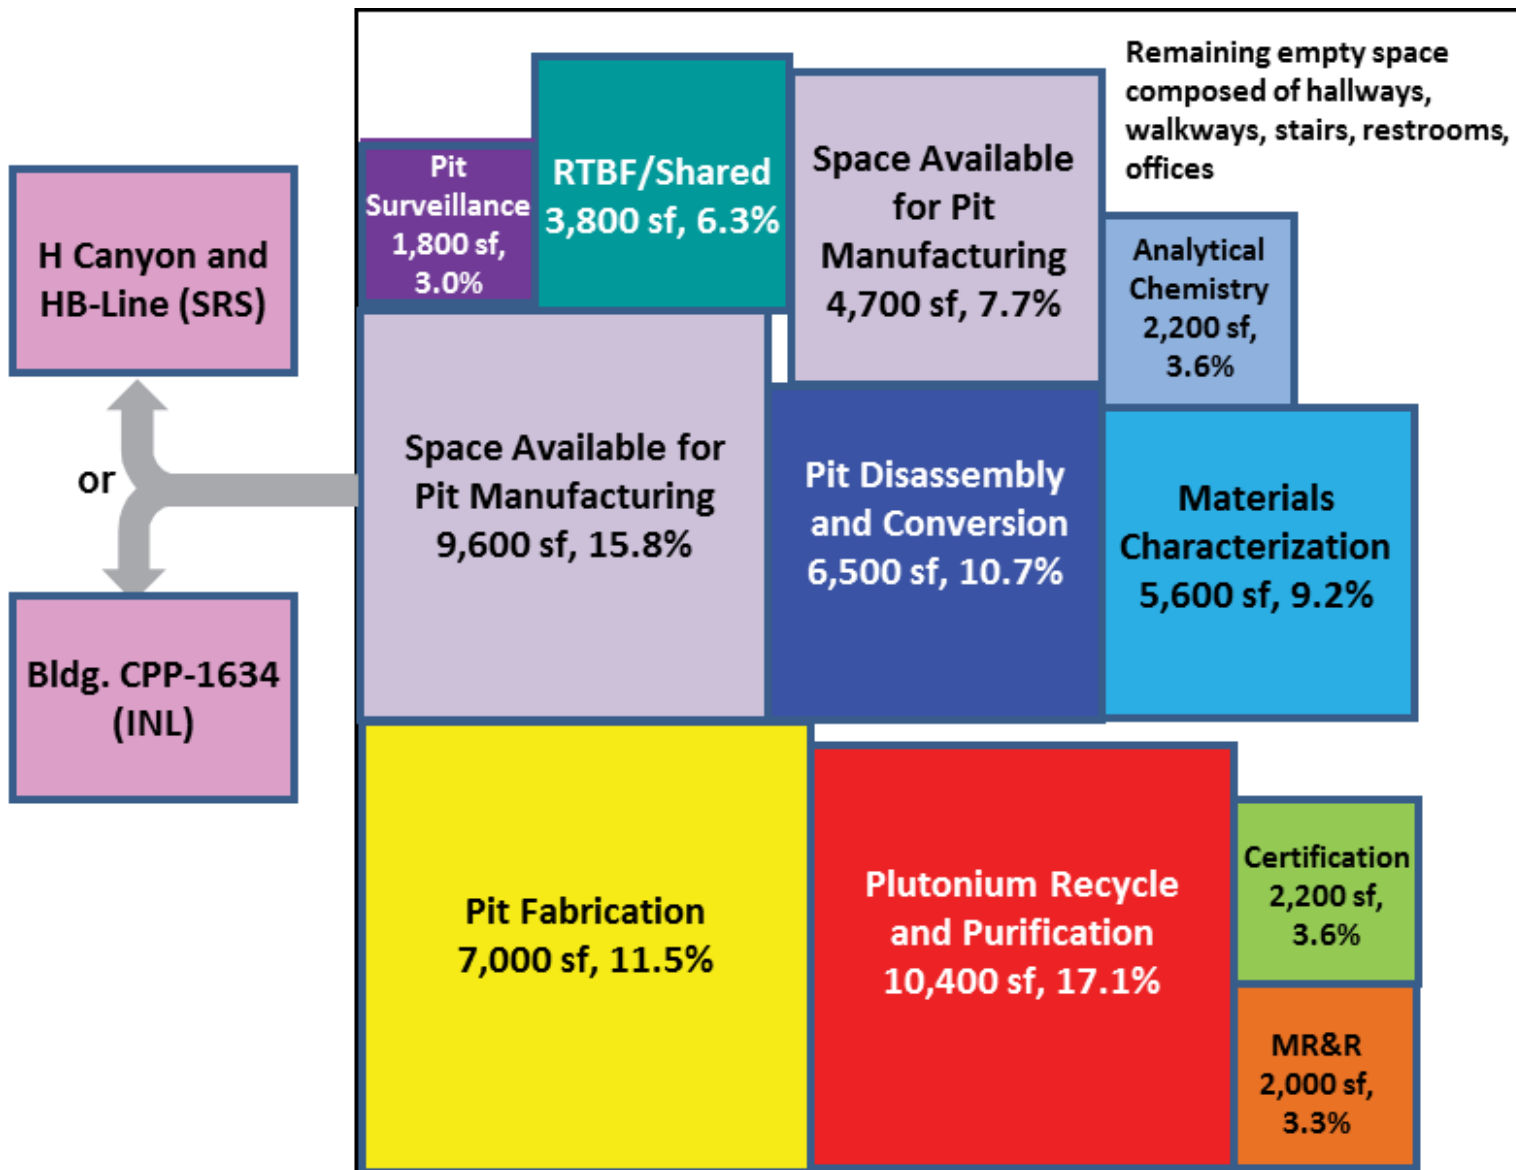 Remaining empty space
composed of hallways,
walkways, stairs, restrooms,
offices
Pit
Surveillance
1,800 sf,
3.0%
RTBF/Shared
3,800 sf, 6.3%
Space Available
for Pit
Manufacturing
4,700 sf, 7.7%
Analytical
Chemistry
2,200 sf,
3.6%
H Canyon and
HB-Line (SRS)
or
Bldg. CPP-1634
(INL)
Space Available for
Pit Manufacturing
9,600 sf, 15.8%
Pit Disassembly
and Conversion
6,500 sf, 10.7%
Materials
Characterization
5,600 sf, 9.2%
Pit Fabrication
7,000 sf, 11.5%
Plutonium Recycle
and Purification
10,400 sf, 17.1%
Certification
2,200 sf,
3.6%
MR&R
2,000 sf,
3.3%